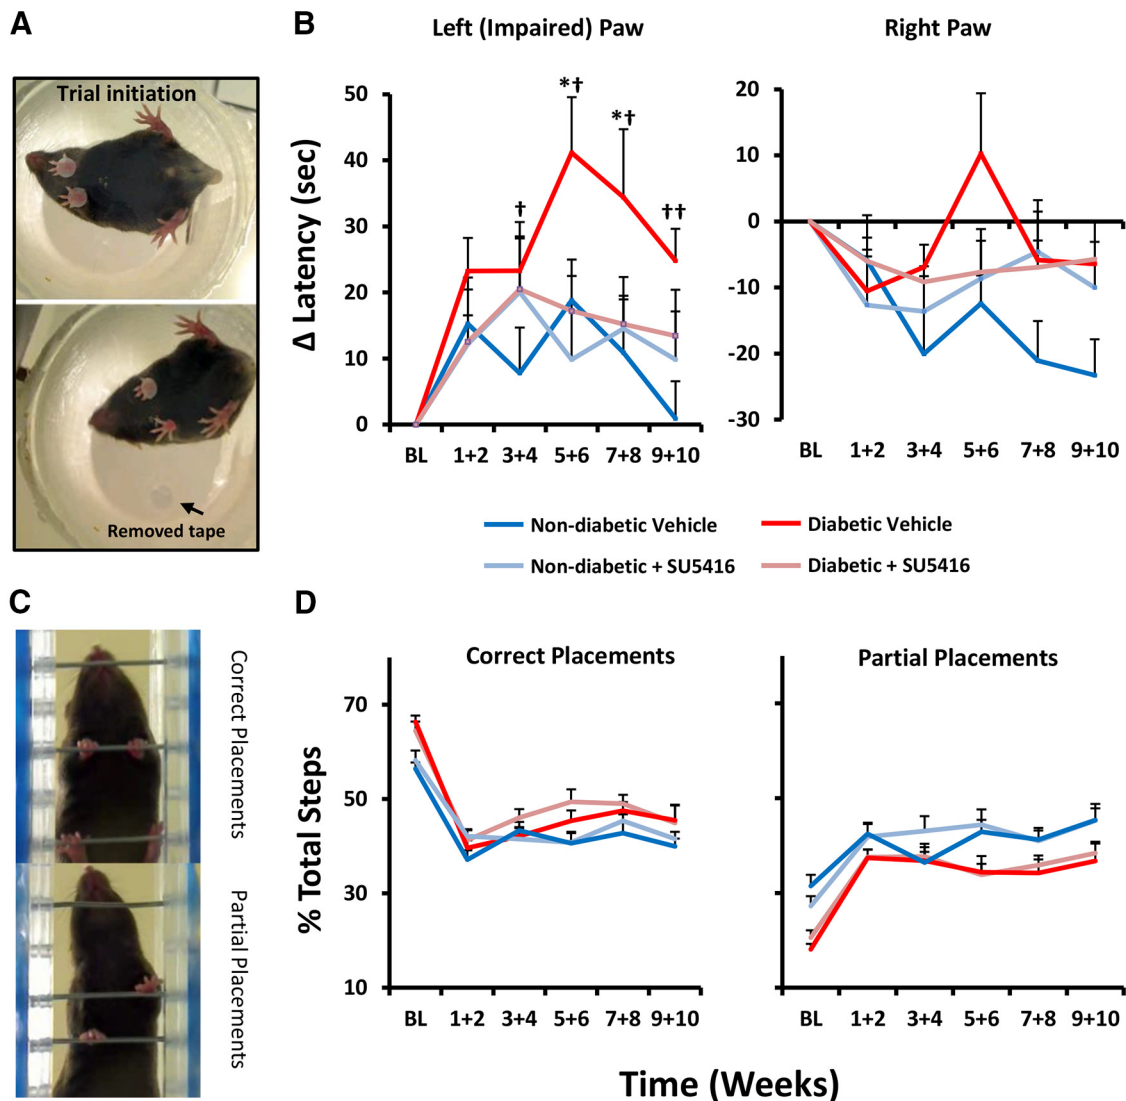 A
Trial initiation
Removed tape
B
Left (Impaired) Paw
Right Paw
Δ Latency (sec)
50
40
30
20
10
0
*†
*†
†
††
BL 1+2 3+4 5+6 7+8 9+10
20
10
0
-10
-20
-30
BL 1+2 3+4 5+6 7+8 9+10
Non-diabetic Vehicle
Diabetic Vehicle
Non-diabetic + SU5416
Diabetic + SU5416
C
Correct Placements
Partial Placements
D
Correct Placements
Partial Placements
% Total Steps
70
50
30
10
BL 1+2 3+4 5+6 7+8 9+10
BL 1+2 3+4 5+6 7+8 9+10
Time (Weeks)